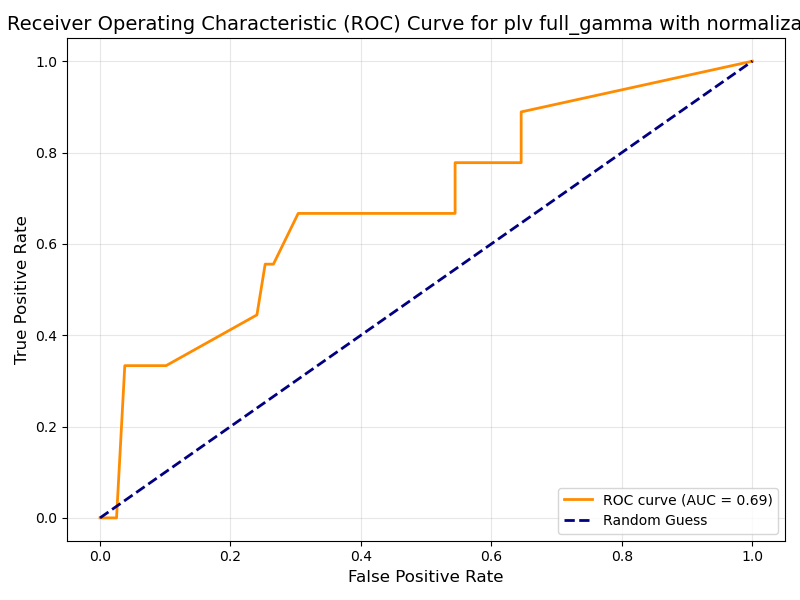 Receiver Operating Characteristic (ROC) Curve for plv full_gamma with normaliza
1.0
0.8
0.6
0.4
0.2
0.0
True Positive Rate
0.0 0.2 0.4 0.6 0.8 1.0
False Positive Rate
ROC curve (AUC = 0.69)
Random Guess